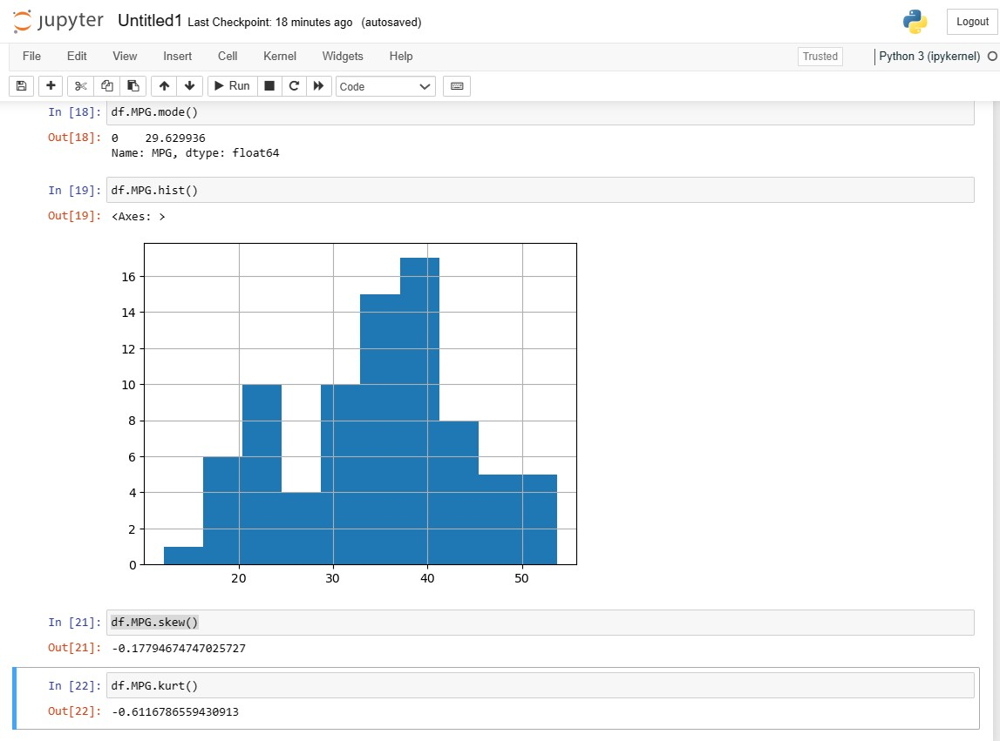 jupyter Untitled1 Last Checkpoint: 18 minutes ago (autosaved) Logout
File Edit View Insert Cell Kernel Widgets Help Trusted Python 3 (ipykernel)
Run Code
In [18]: df.MPG.mode()
Out[18]: 0    29.629936
Name: MPG, dtype: float64
In [19]: df.MPG.hist()
Out[19]: <Axes: >
16
14
12
10
8
6
4
2
0
20 30 40 50
In [21]: df.MPG.skew()
Out[21]: -0.17794674747025727
In [22]: df.MPG.kurt()
Out[22]: -0.6116786559430913